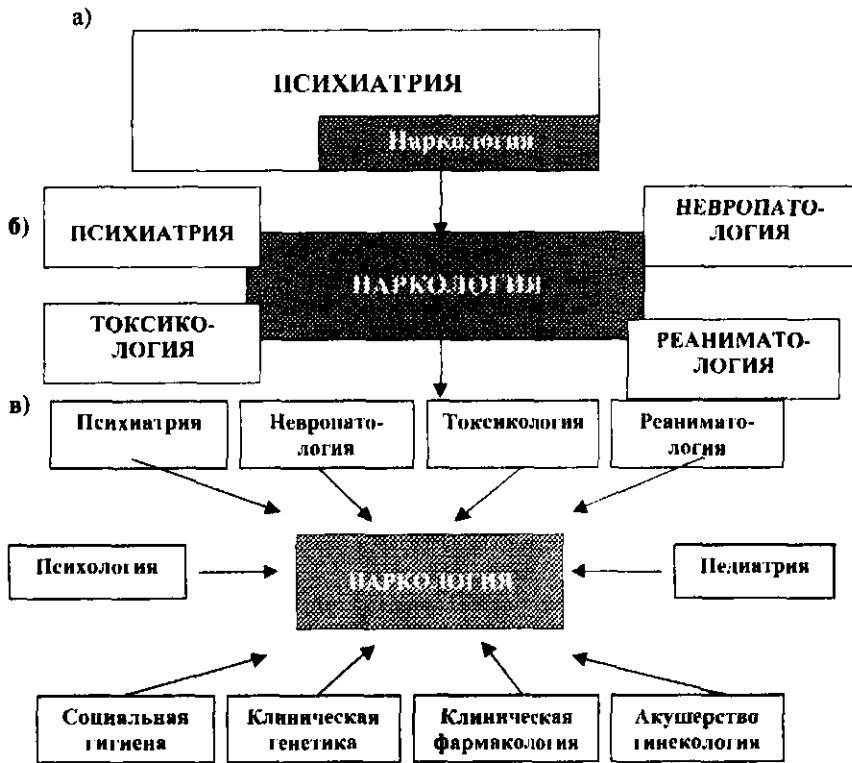 а)
ПСИХИАТРИЯ
Наркология
б)
ПСИХИАТРИЯ
НЕВРОПАТО-
ЛОГИЯ
НАРКОЛОГИЯ
ТОКСИКО-
ЛОГИЯ
РЕАНИМАТО-
ЛОГИЯ
в)
Психиатрия
Невропато-
логия
Токсикология
Реанимато-
логия
Психология
НАРКОЛОГИЯ
Педиатрия
Социальная
гигиена
Клиническая
генетика
Клиническая
фармакология
Акушерство
гинекология